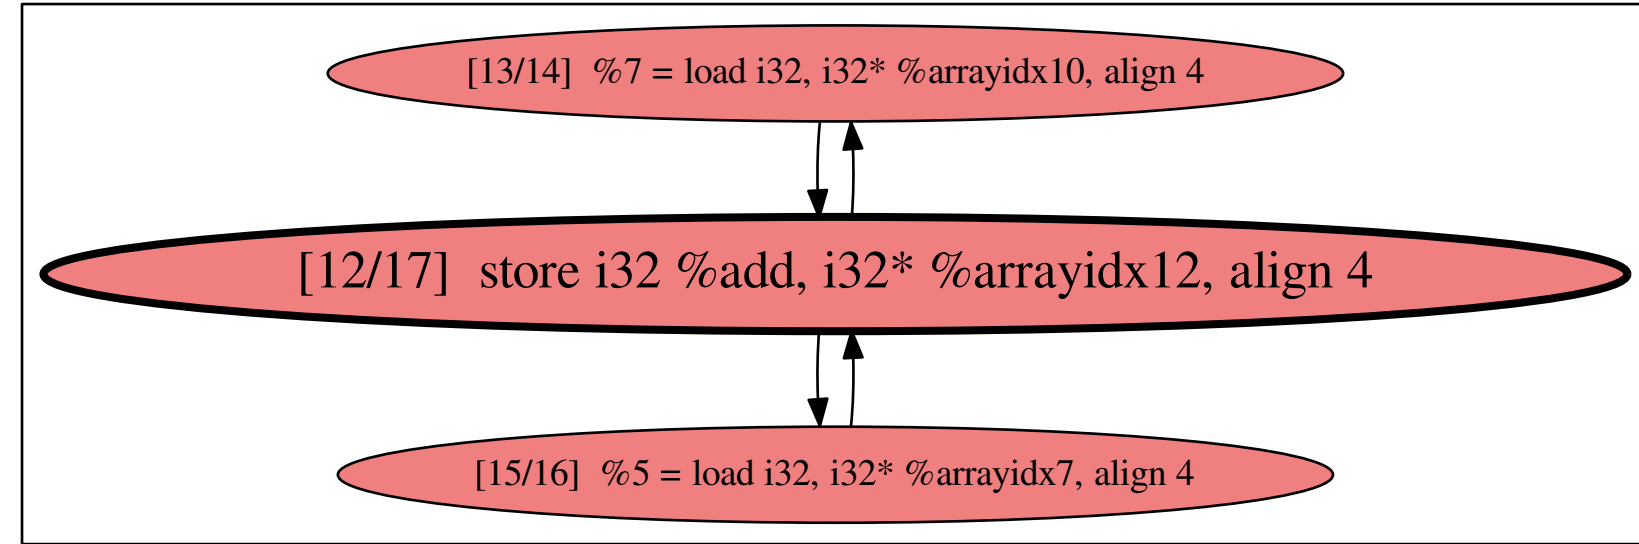 [13/14]  %7 = load i32, i32* %arrayidx10, align 4
[12/17]  store i32 %add, i32* %arrayidx12, align 4
[15/16]  %5 = load i32, i32* %arrayidx7, align 4